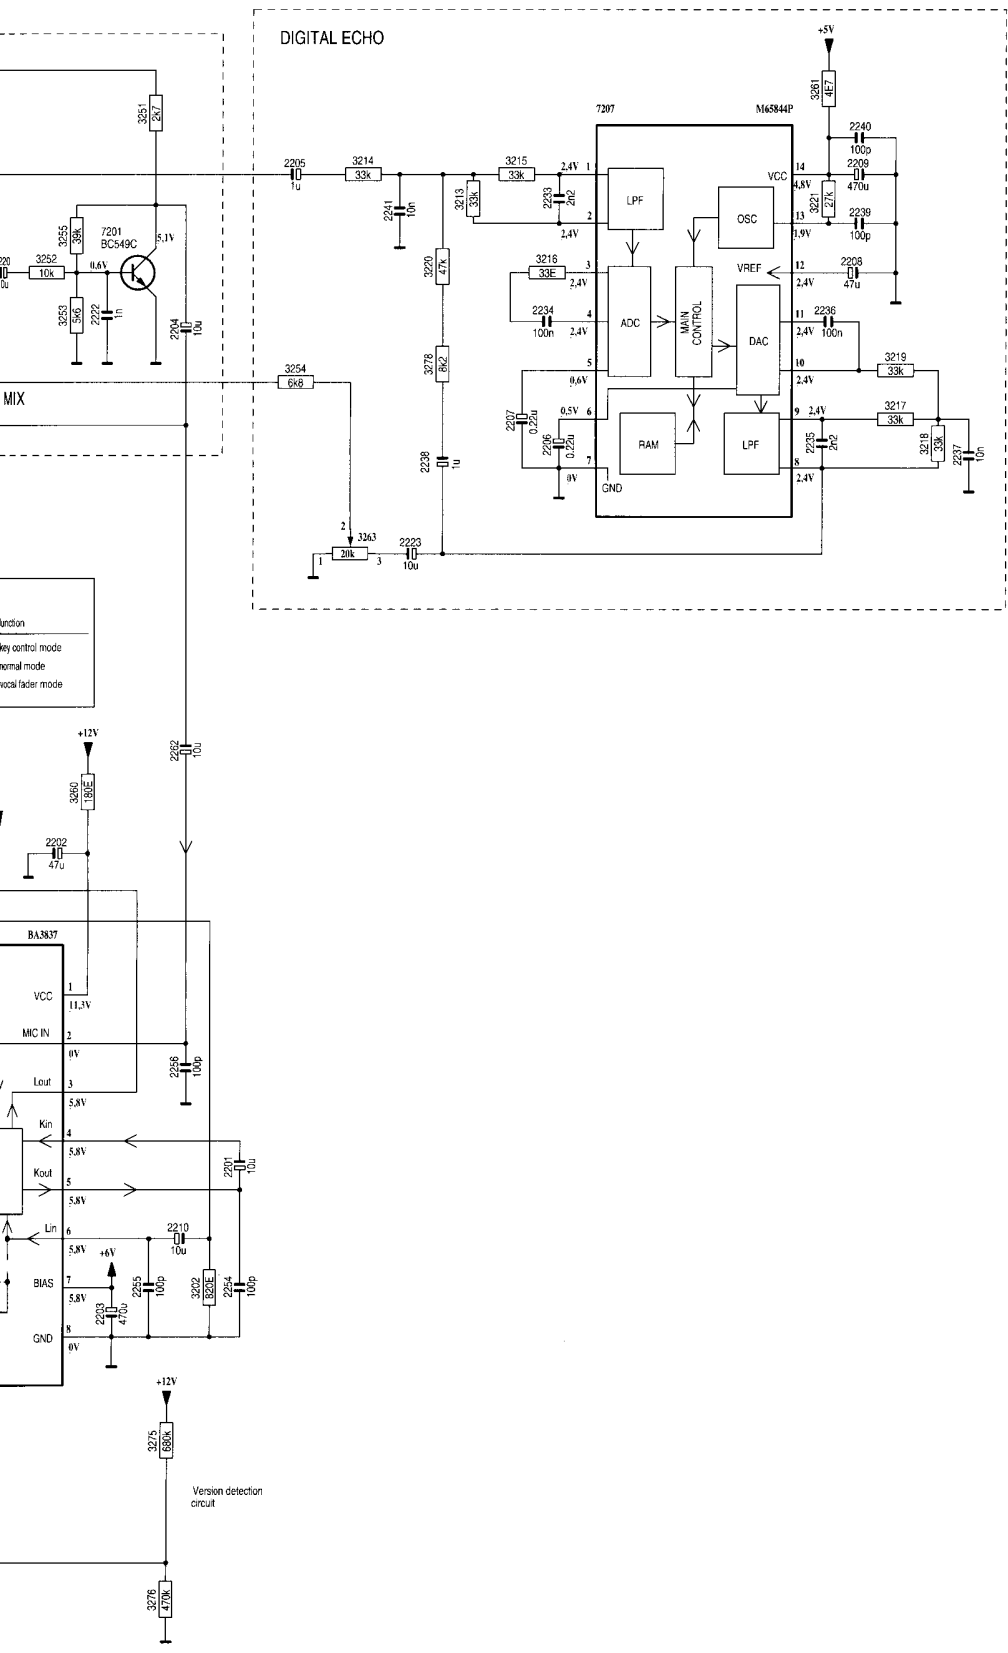 DIGITAL ECHO
+5V
3261
4E7
7207
M65844P
3251
2k7
2240
100p
2209
470u
2205
1u
3214
33k
3215
33k
2,4V
1
14
VCC
4,8V
2241
10n
3213
33k
2233
2n2
LPF
OSC
3221
27k
2239
100p
2
2,4V
13
1,9V
3255
39k
7201
BC549C
5,1V
3252
10k
0,6V
3253
5k6
2222
1n
2204
10u
3220
47k
3216
33E
3
2,4V
VREF
12
2,4V
2208
47u
2234
100n
4
2,4V
ADC
MAIN
CONTROL
DAC
11
2,4V
2236
100n
3278
8k2
5
0,6V
10
2,4V
3219
33k
3254
6k8
MIX
2207
0.22u
0,5V
6
2206
0.22u
RAM
LPF
9
2,4V
2235
2n2
3217
33k
3218
33k
2237
10n
2238
1u
7
0V
GND
8
2,4V
2
3263
20k
1
3
2223
10u
key control mode
normal mode
vocal fader mode
+12V
3260
180E
2262
10u
2202
47u
BA3837
VCC
1
11,3V
MIC IN
2
0V
2256
100p
Lout
3
5,8V
Kin
4
5,8V
Kout
5
5,8V
2201
10u
Lin
6
5,8V
2210
10u
+6V
BIAS
7
5,8V
2203
470u
2255
100p
3202
820E
2254
100p
GND
8
0V
+12V
3275
680k
Version detection
circuit
3276
470k